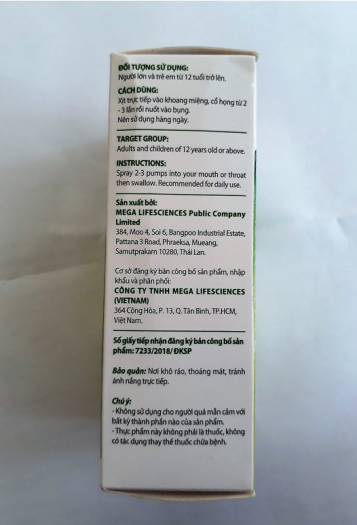 ĐỐI TƯỢNG SỬ DỤNG:
Người lớn và trẻ em từ 12 tuổi trở lên.
CÁCH DÙNG:
Xịt trực tiếp vào khoang miệng, cổ họng từ 2
- 3 lần rồi nuốt vào bụng.
Nên sử dụng hàng ngày.
TARGET GROUP:
Adults and children of 12 years old or above.
INSTRUCTIONS:
Spray 2-3 pumps into your mouth or throat
then swallow. Recommended for daily use.
Sản xuất bởi:
MEGA LIFESCIENCES Public Company
Limited
384, Moo 4, Soi 6, Bangpoo Industrial Estate,
Pattana 3 Road, Phraeksa, Mueang,
Samutprakarn 10280, Thái Lan.
Cơ sở đăng ký bản công bố sản phẩm, nhập
khẩu và phân phối:
CÔNG TY TNHH MEGA LIFESCIENCES
(VIETNAM)
364 Cộng Hòa, P. 13, Q. Tân Bình, TP.HCM,
Việt Nam.
Số giấy tiếp nhận đăng ký bản công bố sản
phẩm: 7233/2018/ ĐKSP
Bảo quản: Nơi khô ráo, thoáng mát, tránh
ánh nắng trực tiếp.
Chú ý:
- Không sử dụng cho người quá mẫn cảm với
bất kỳ thành phần nào của sản phẩm.
- Thực phẩm này không phải là thuốc, không
có tác dụng thay thế thuốc chữa bệnh.